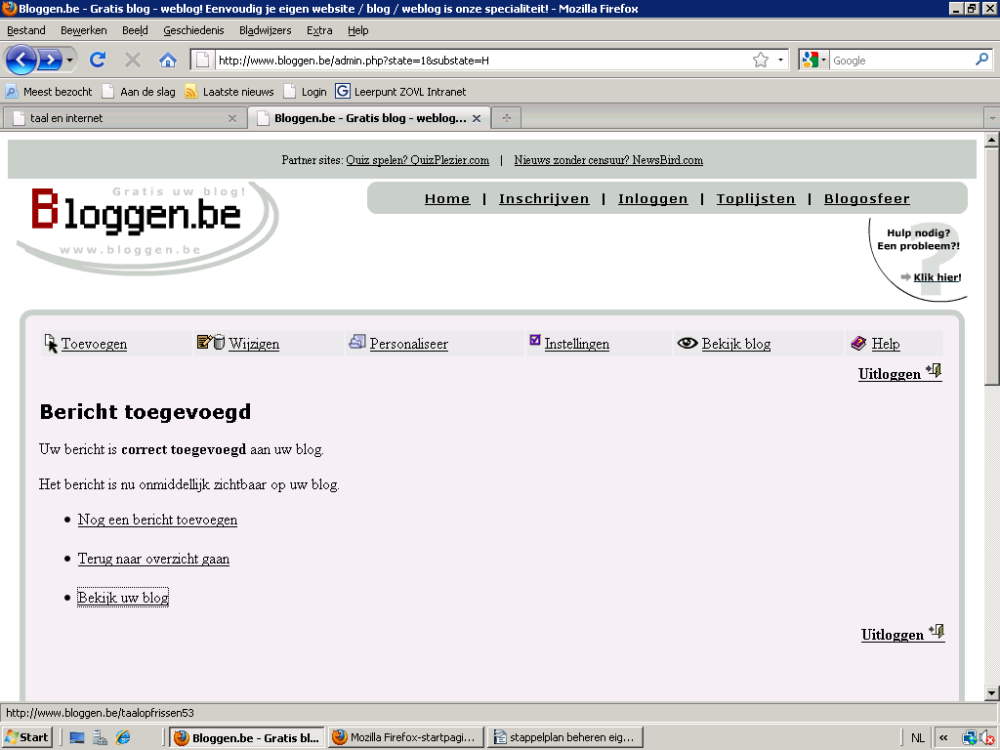 Bloggen.be - Gratis blog - weblog! Eenvoudig je eigen website / blog / weblog is onze specialiteit! - Mozilla Firefox
Bestand Bewerken Beeld Geschiedenis Bladwijzers Extra Help
http://www.bloggen.be/admin.php?state=1&substate=H Google
Meest bezocht Aan de slag Laatste nieuws Login Leerpunt ZOVL Intranet
taal en internet Bloggen.be - Gratis blog - weblog...
Partner sites: Quiz spelen? QuizPlezier.com | Nieuws zonder censuur? NewsBird.com
Gratis uw blog!
Bloggen.be
www.bloggen.be
Home | Inschrijven | Inloggen | Toplijsten | Blogosfeer
Hulp nodig?
Een probleem?!
Klik hier!
Toevoegen Wijzigen Personaliseer Instellingen Bekijk blog Help
Uitloggen
Bericht toegevoegd
Uw bericht is correct toegevoegd aan uw blog.
Het bericht is nu onmiddellijk zichtbaar op uw blog.
• Nog een bericht toevoegen
• Terug naar overzicht gaan
• Bekijk uw blog
Uitloggen
http://www.bloggen.be/taalopfrissen53
Start Bloggen.be - Gratis bl... Mozilla Firefox-startpagi... stappelplan beheren eig... NL «